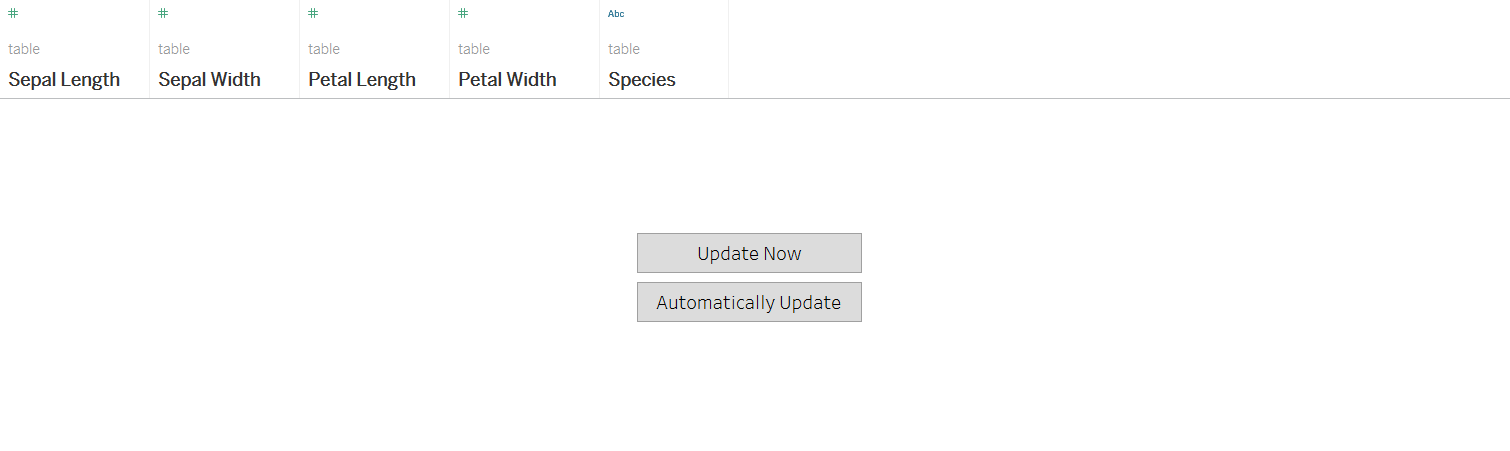 # # # # Abc
table table table table table
Sepal Length Sepal Width Petal Length Petal Width Species
Update Now
Automatically Update